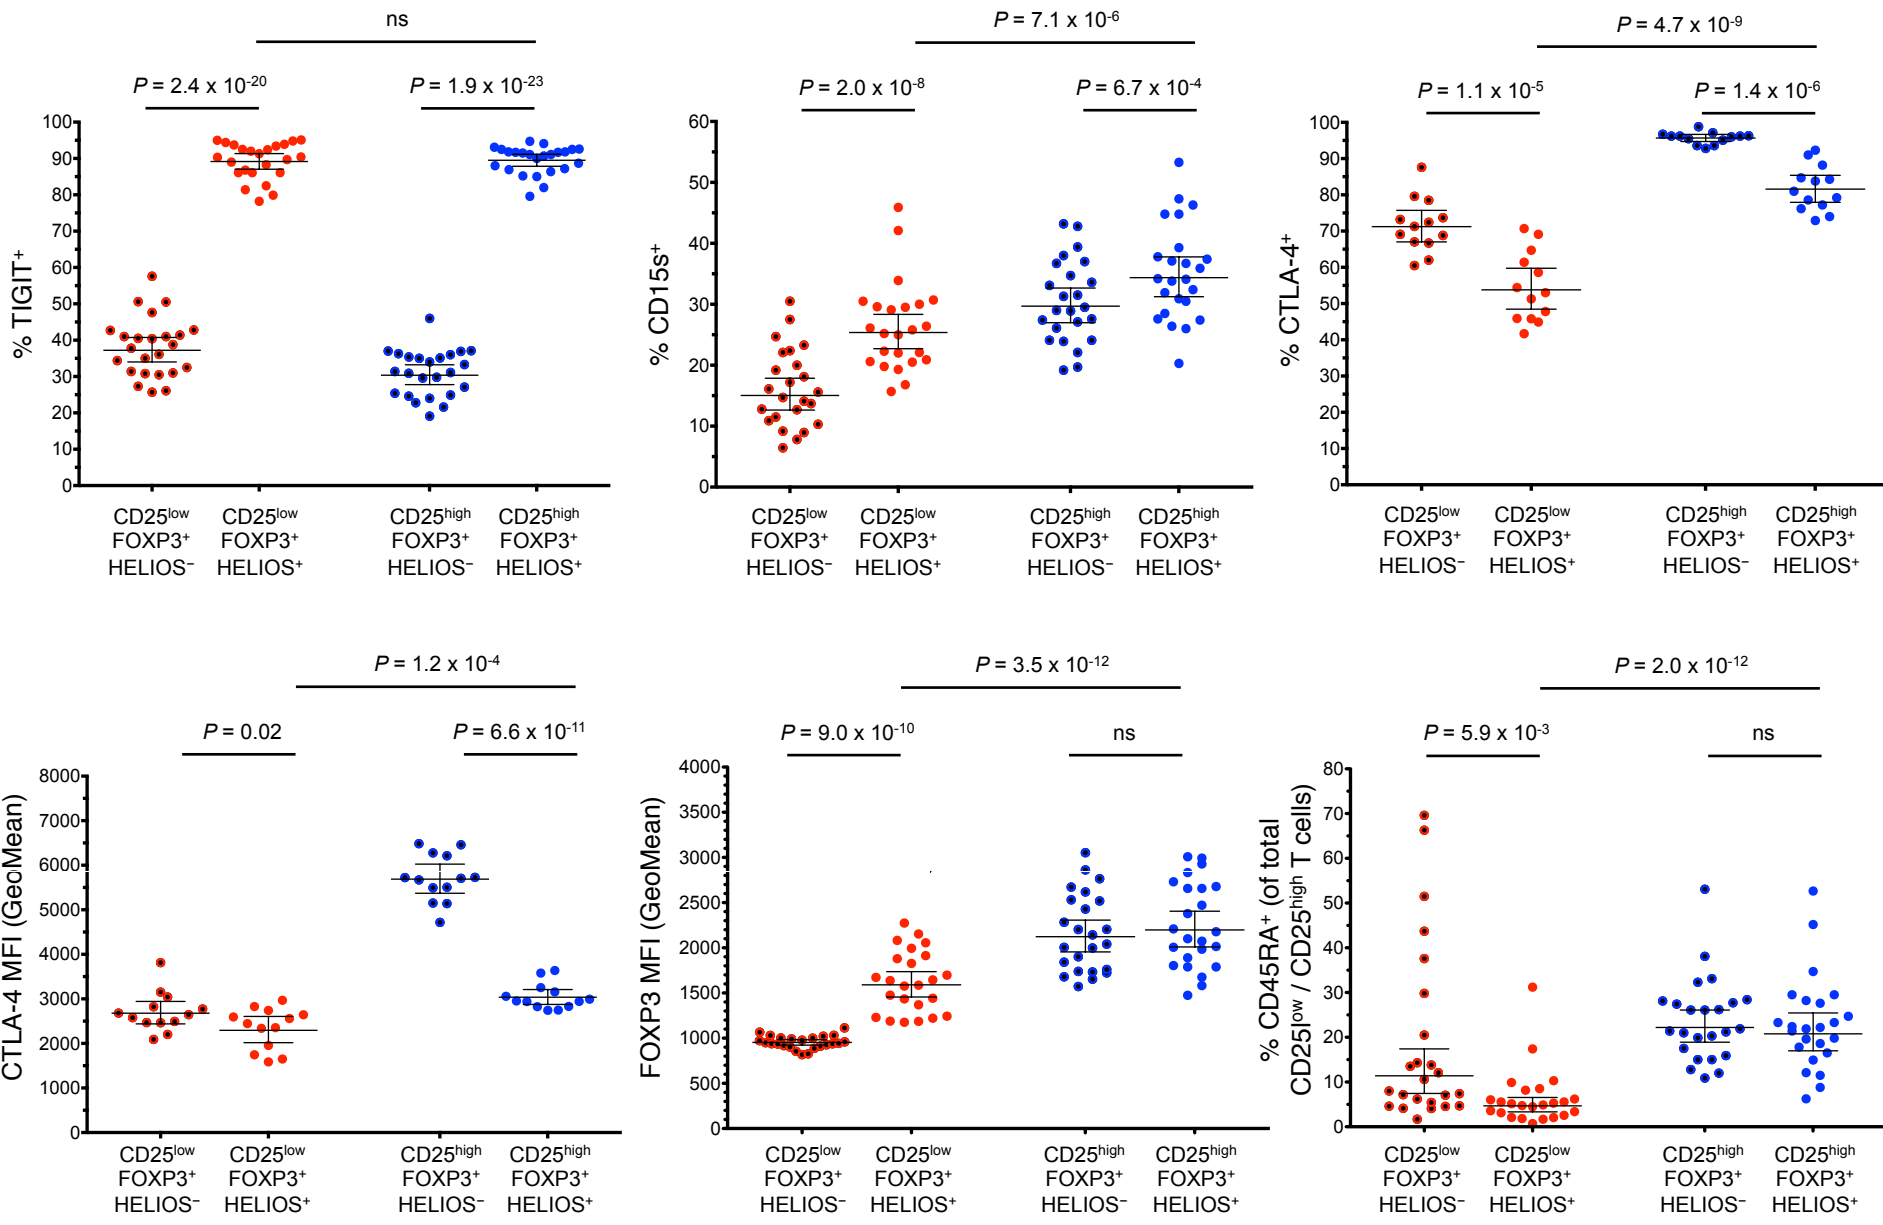 ns
P = 2.4 x 10-20
P = 1.9 x 10-23
% TIGIT+
100
90
80
70
60
50
40
30
20
10
0
CD25low
FOXP3+
HELIOS−
CD25low
FOXP3+
HELIOS+
CD25high
FOXP3+
HELIOS−
CD25high
FOXP3+
HELIOS+
P = 7.1 x 10-6
P = 2.0 x 10-8
P = 6.7 x 10-4
% CD15s+
60
50
40
30
20
10
0
CD25low
FOXP3+
HELIOS−
CD25low
FOXP3+
HELIOS+
CD25high
FOXP3+
HELIOS−
CD25high
FOXP3+
HELIOS+
P = 4.7 x 10-9
P = 1.1 x 10-5
P = 1.4 x 10-6
% CTLA-4+
100
90
80
70
60
50
40
30
20
10
0
CD25low
FOXP3+
HELIOS−
CD25low
FOXP3+
HELIOS+
CD25high
FOXP3+
HELIOS−
CD25high
FOXP3+
HELIOS+
P = 1.2 x 10-4
P = 0.02
P = 6.6 x 10-11
CTLA-4 MFI (GeoMean)
8000
7000
6000
5000
4000
3000
2000
1000
0
CD25low
FOXP3+
HELIOS−
CD25low
FOXP3+
HELIOS+
CD25high
FOXP3+
HELIOS−
CD25high
FOXP3+
HELIOS+
P = 3.5 x 10-12
P = 9.0 x 10-10
ns
FOXP3 MFI (GeoMean)
4000
3500
3000
2500
2000
1500
1000
500
0
CD25low
FOXP3+
HELIOS−
CD25low
FOXP3+
HELIOS+
CD25high
FOXP3+
HELIOS−
CD25high
FOXP3+
HELIOS+
P = 2.0 x 10-12
P = 5.9 x 10-3
ns
% CD45RA+ (of total
CD25low / CD25high T cells)
80
70
60
50
40
30
20
10
0
CD25low
FOXP3+
HELIOS−
CD25low
FOXP3+
HELIOS+
CD25high
FOXP3+
HELIOS−
CD25high
FOXP3+
HELIOS+